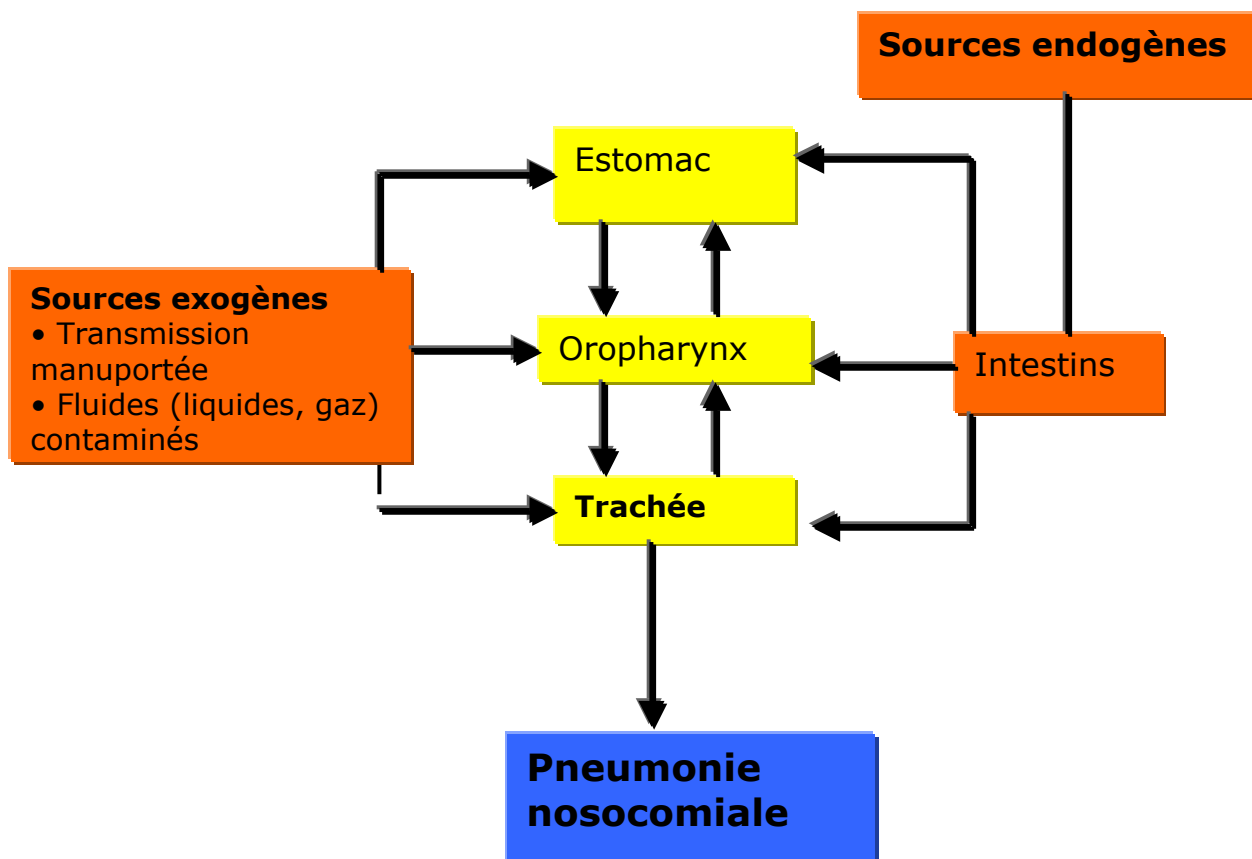 Sources endogènes
Estomac
Sources exogènes
• Transmission
manuportée
• Fluides (liquides, gaz)
contaminés
Oropharynx
Intestins
Trachée
Pneumonie
nosocomiale